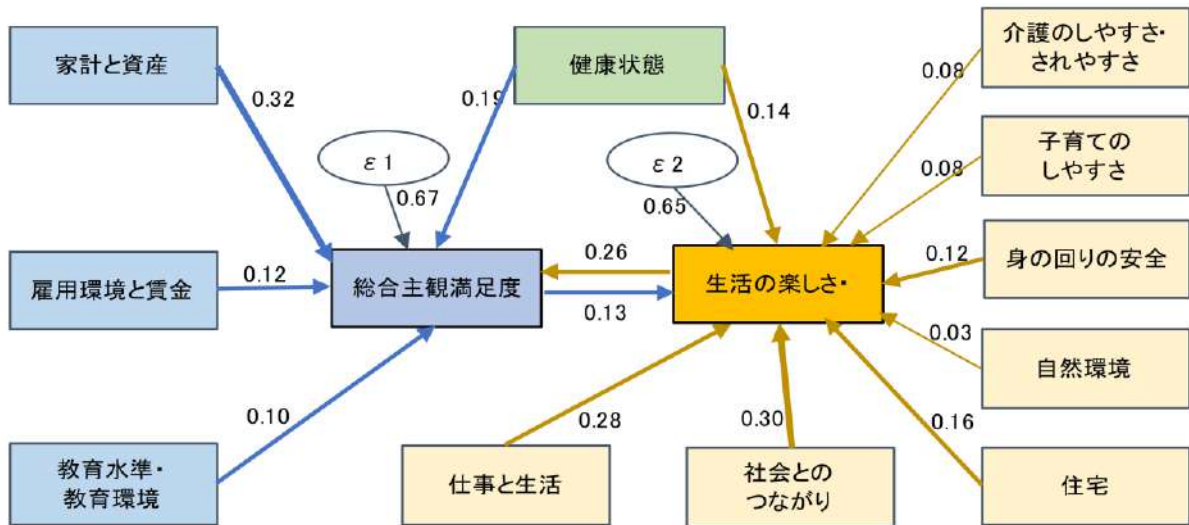 家計と資産
健康状態
介護のしやすさ・
されやすさ
0.32
0.19
0.14
0.08
ε1
ε2
子育ての
しやすさ
0.08
0.67
0.65
雇用環境と賃金
0.12
総合主観満足度
0.26
0.13
生活の楽しさ・
0.12
身の回りの安全
0.03
自然環境
0.10
0.28
0.30
0.16
教育水準・
教育環境
仕事と生活
社会との
つながり
住宅